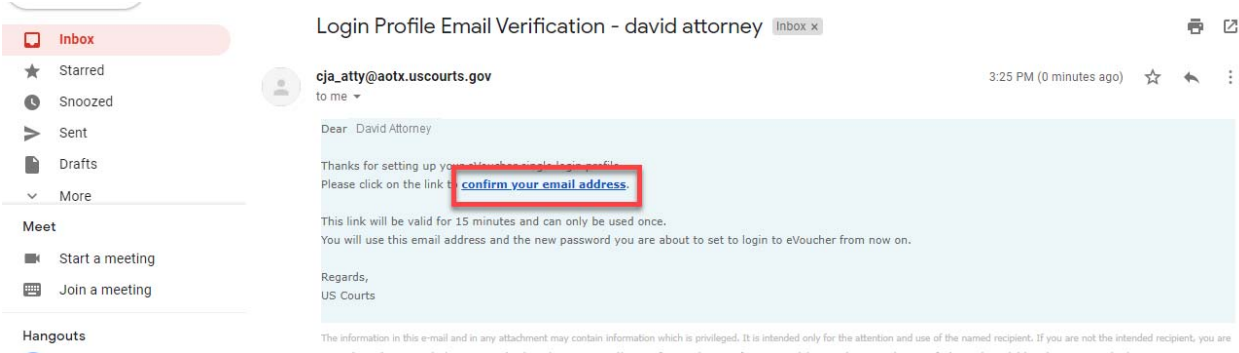 Inbox
Starred
Snoozed
Sent
Drafts
More
Meet
Start a meeting
Join a meeting
Hangouts
Login Profile Email Verification - david attorney Inbox x
cja_atty@aotx.uscourts.gov 3:25 PM (0 minutes ago)
to me
Dear David Attorney
Thanks for setting up your eVoucher single login profile.
Please click on the link to confirm your email address.
This link will be valid for 15 minutes and can only be used once.
You will use this email address and the new password you are about to set to login to eVoucher from now on.
Regards,
US Courts
The information in this e-mail and in any attachment may contain information which is privileged. It is intended only for the attention and use of the named recipient. If you are not the intended recipient, you are